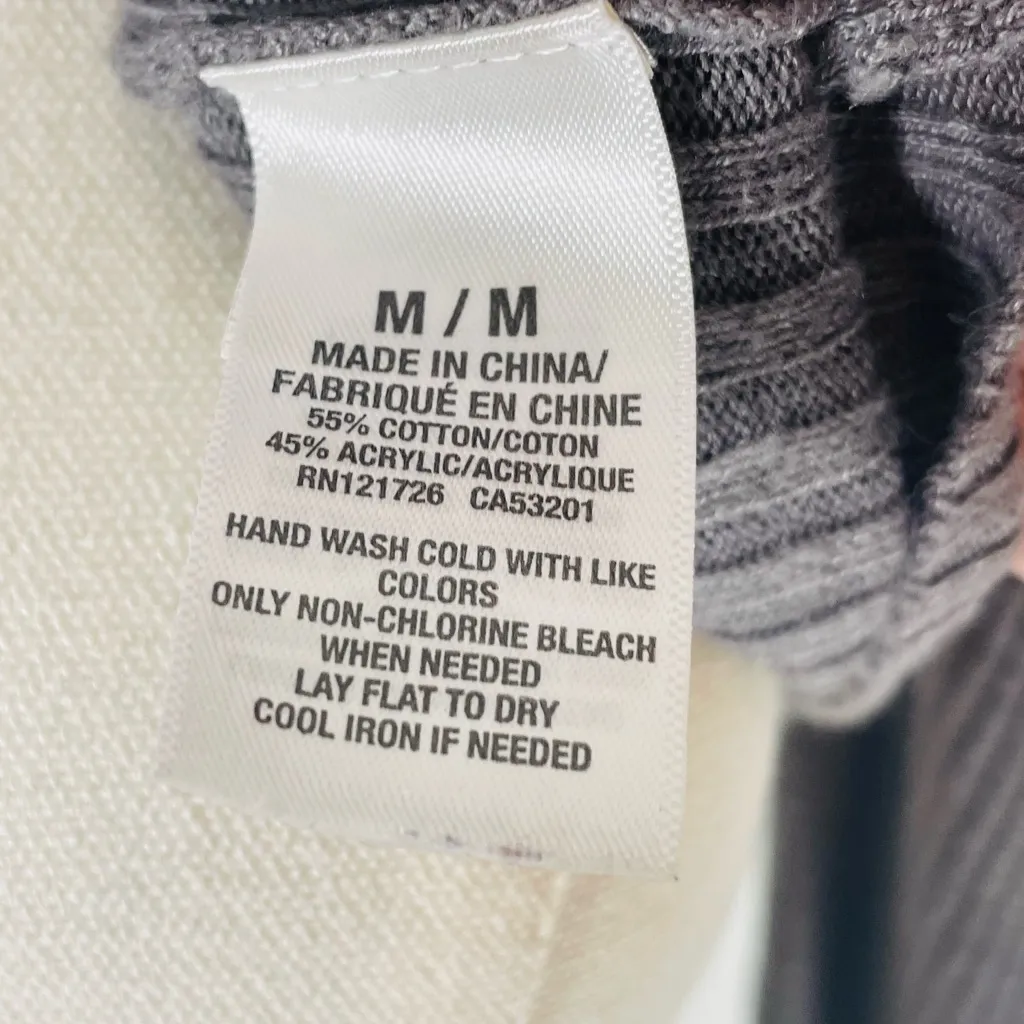 M / M
MADE IN CHINA/
FABRIQUÉ EN CHINE
55% COTTON/COTON
45% ACRYLIC/ACRYLIQUE
RN121726 CA53201
HAND WASH COLD WITH LIKE
COLORS
ONLY NON-CHLORINE BLEACH
WHEN NEEDED
LAY FLAT TO DRY
COOL IRON IF NEEDED